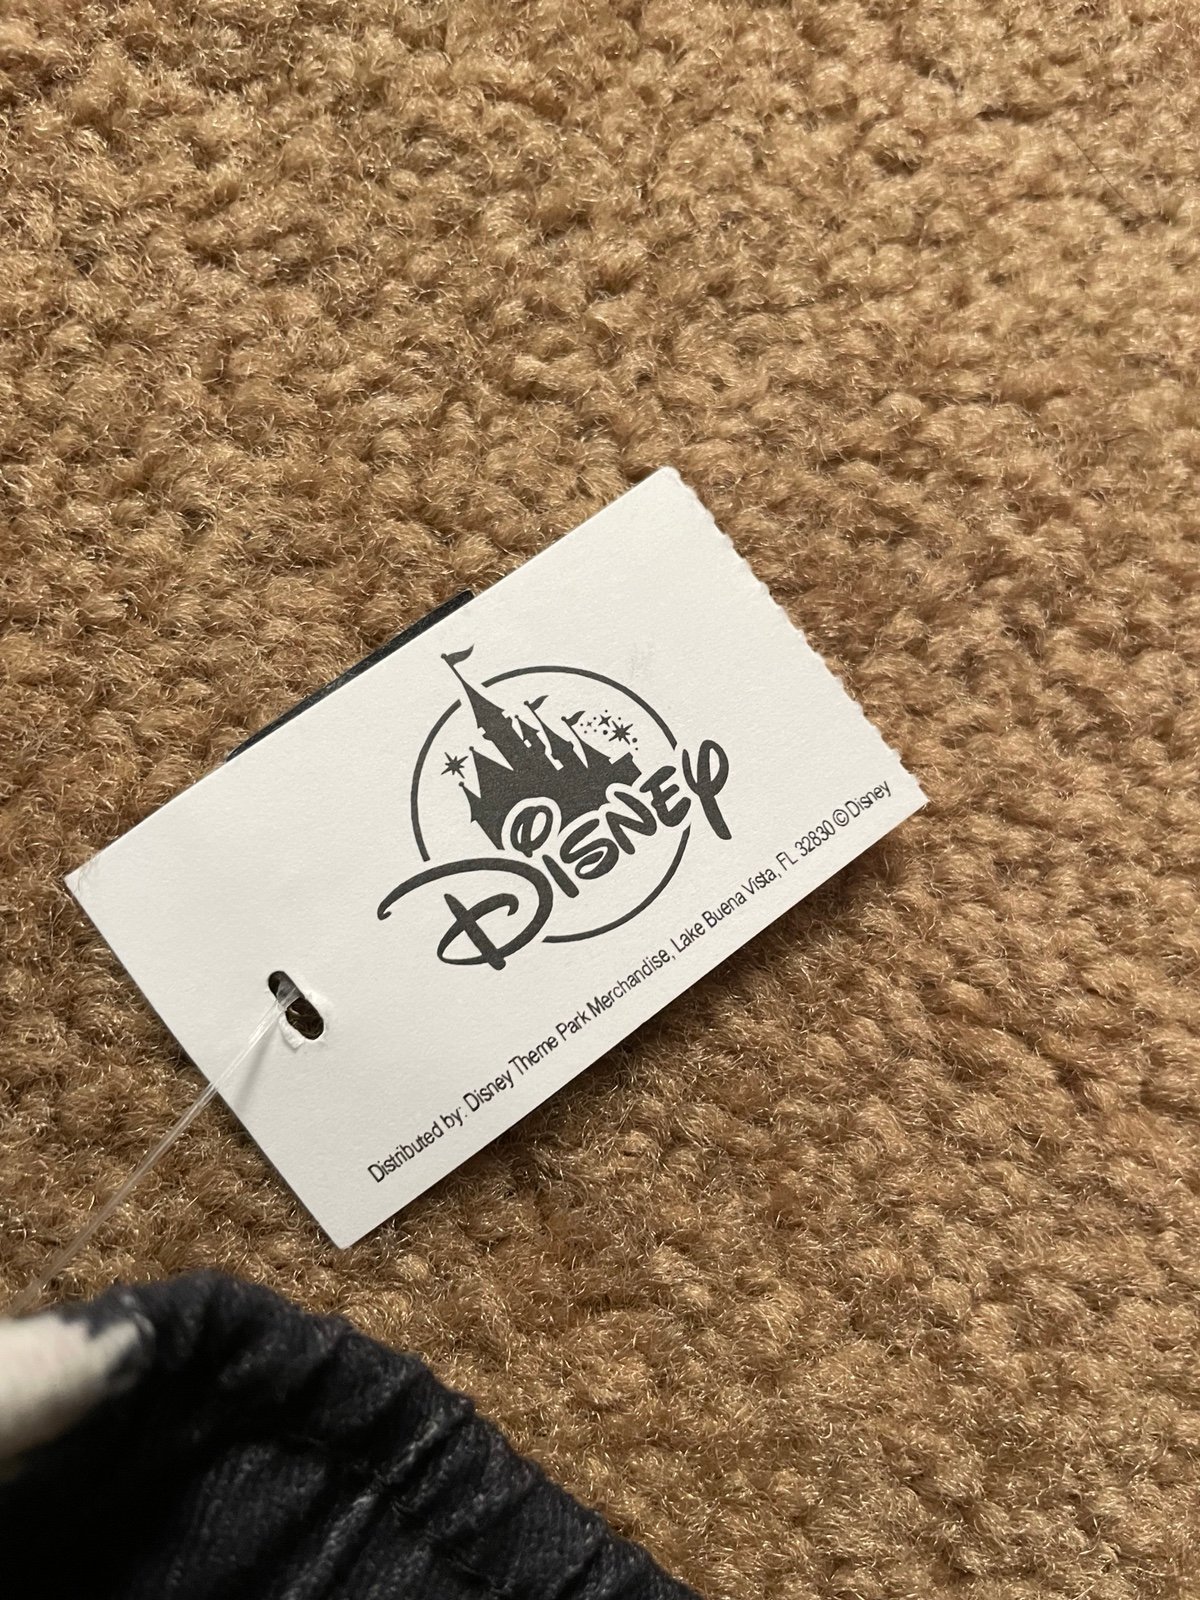 Disney
Distributed by: Disney Theme Park Merchandise, Lake Buena Vista, FL 32830 ©Disney